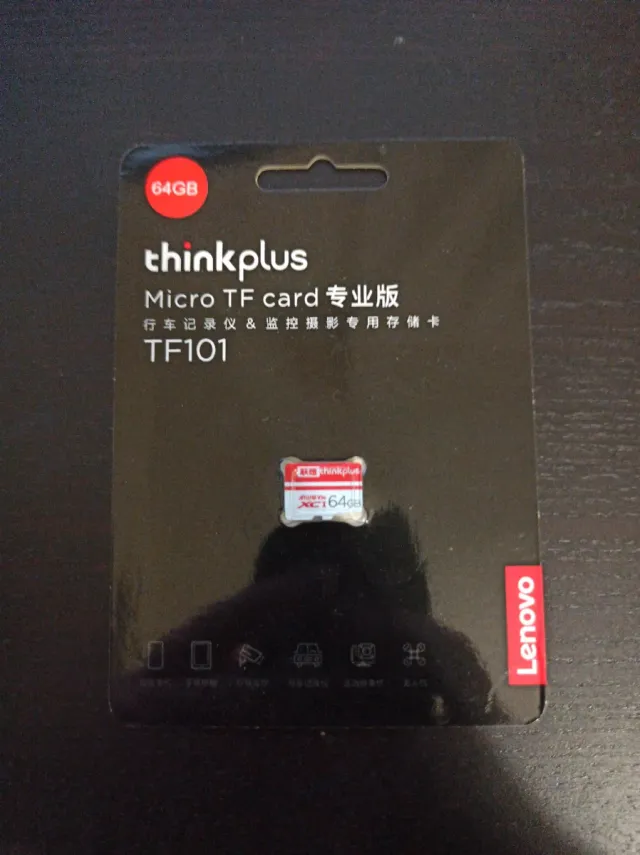 64GB
thinkplus
Micro TF card 专业版
行车记录仪&监控摄影专用存储卡
TF101
thinkplus
64GB
Lenovo